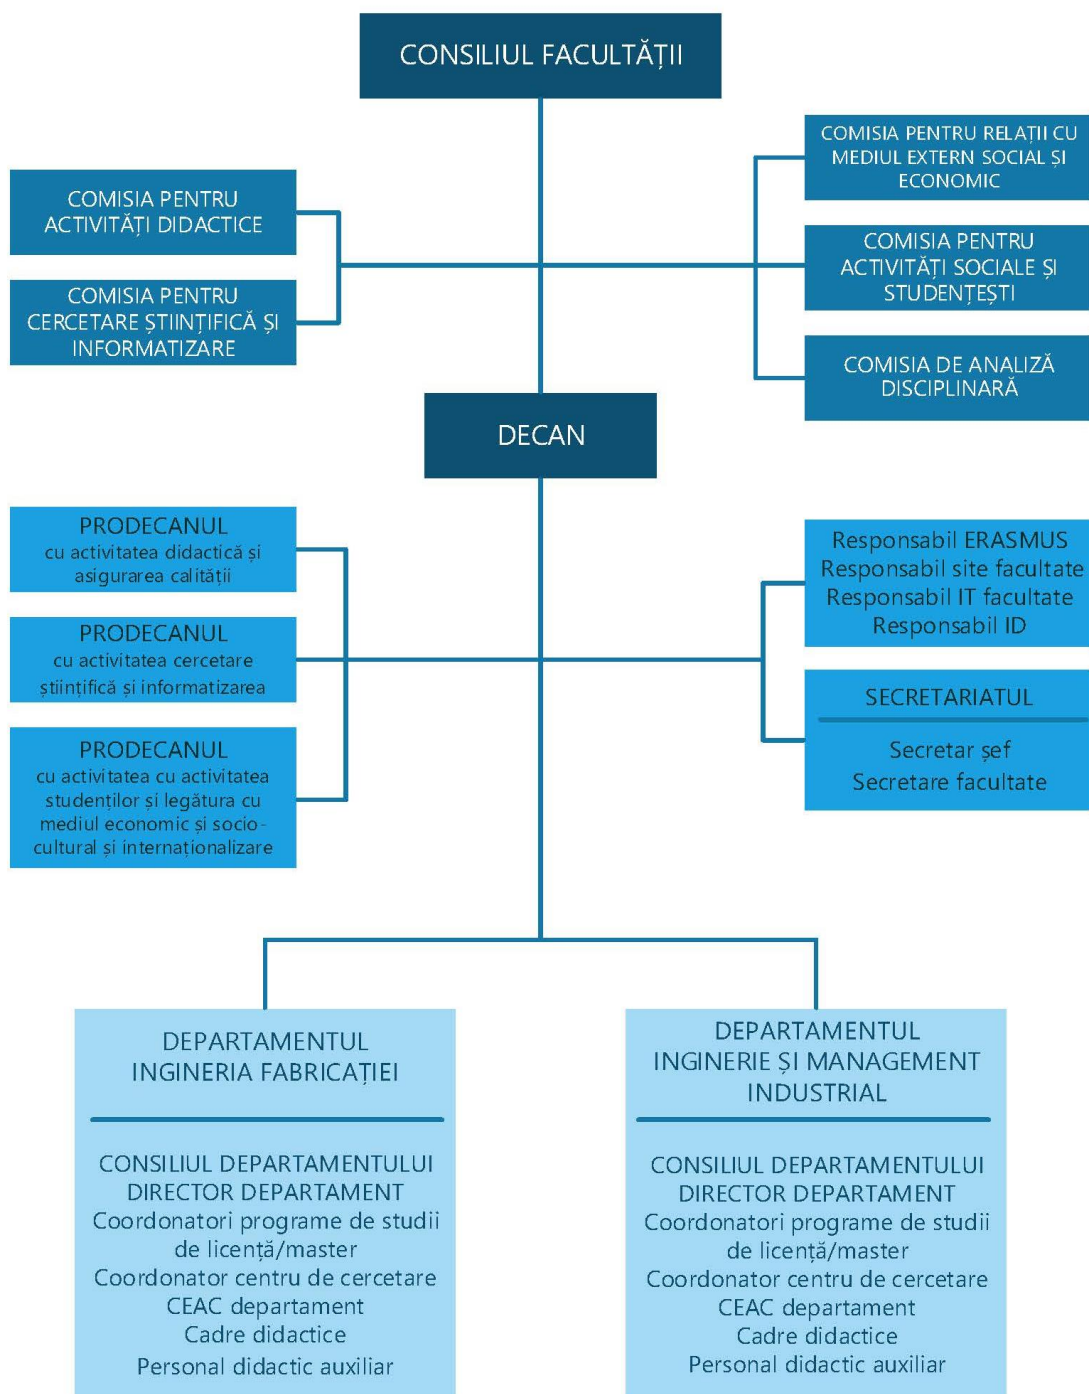 CONSILIUL FACULTĂȚII
COMISIA PENTRU
ACTIVITĂȚI DIDACTICE
COMISIA PENTRU
CERCETARE ȘTIINȚIFICĂ ȘI
INFORMATIZARE
COMISIA PENTRU RELAȚII CU
MEDIUL EXTERN SOCIAL ȘI
ECONOMIC
COMISIA PENTRU
ACTIVITĂȚI SOCIALE ȘI
STUDENȚEȘTI
COMISIA DE ANALIZĂ
DISCIPLINARĂ
DECAN
PRODECANUL
cu activitatea didactică și
asigurarea calității
PRODECANUL
cu activitatea cercetare
științifică și informatizarea
PRODECANUL
cu activitatea cu activitatea
studenților și legătura cu
mediul economic și socio-
cultural și internaționalizare
Responsabil ERASMUS
Responsabil site facultate
Responsabil IT facultate
Responsabil ID
SECRETARIATUL
Secretar șef
Secretare facultate
DEPARTAMENTUL
INGINERIA FABRICAȚIEI
CONSILIUL DEPARTAMENTULUI
DIRECTOR DEPARTAMENT
Coordonatori programe de studii
de licență/master
Coordonator centru de cercetare
CEAC departament
Cadre didactice
Personal didactic auxiliar
DEPARTAMENTUL
INGINERIE ȘI MANAGEMENT
INDUSTRIAL
CONSILIUL DEPARTAMENTULUI
DIRECTOR DEPARTAMENT
Coordonatori programe de studii
de licență/master
Coordonator centru de cercetare
CEAC departament
Cadre didactice
Personal didactic auxiliar